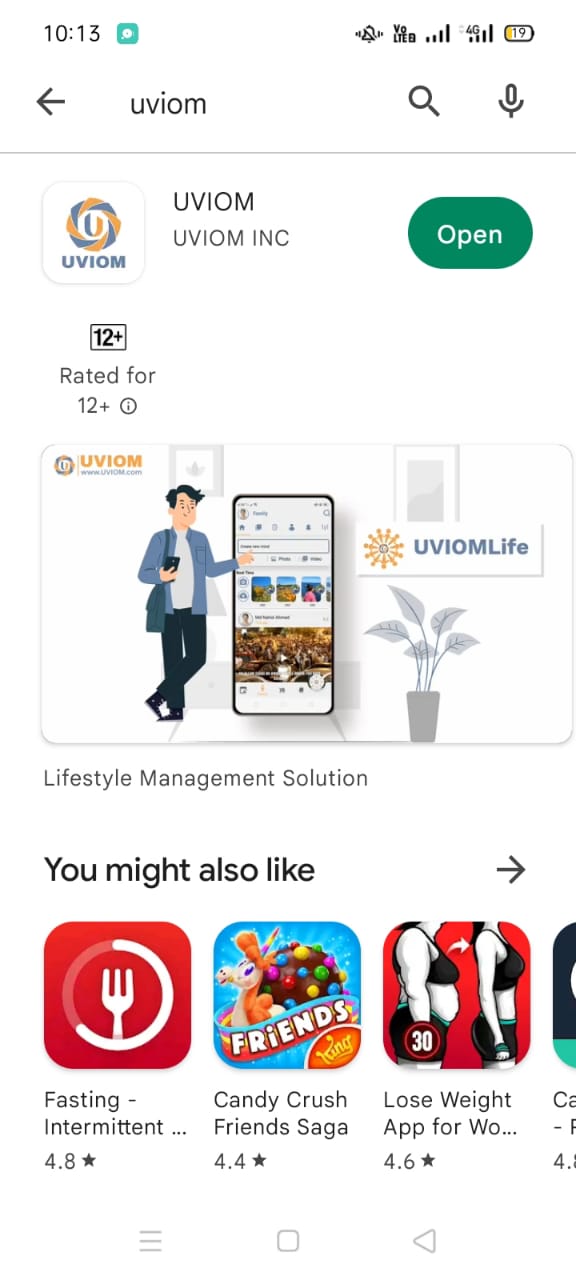 10:13
Vo
LTE B
4G
19
uviom
UVIOM
UVIOM
UVIOM INC
Open
12+
Rated for
12+
UVIOM
www.UVIOM.com
Family
Create new mind
Photo
Video
Real Time
Md Nahid Ahmed
UVIOMLife
Lifestyle Management Solution
You might also like
FRiENDS
King
30
Fasting -
Intermittent ...
4.8 ★
Candy Crush
Friends Saga
4.4 ★
Lose Weight
App for Wo...
4.6 ★